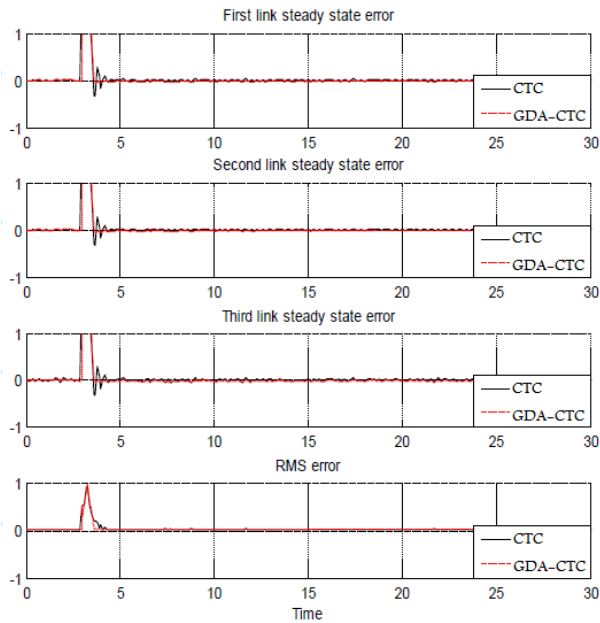 First link steady state error
1
0
-1
CTC
GDA-CTC
0 5 10 15 20 25 30
Second link steady state error
1
0
-1
CTC
GDA-CTC
0 5 10 15 20 25 30
Third link steady state error
1
0
-1
CTC
GDA-CTC
0 5 10 15 20 25 30
RMS error
1
0
-1
CTC
GDA-CTC
0 5 10 15 20 25 30
Time